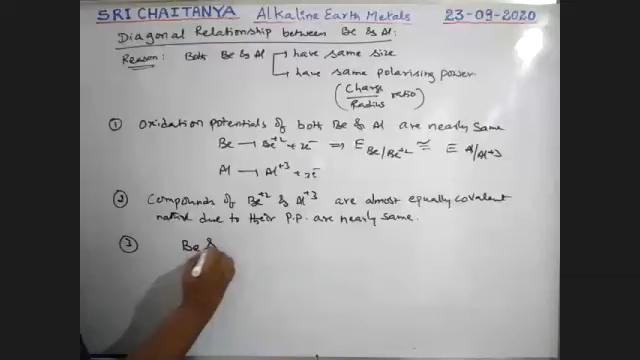 SRI CHAITANYA Alkaline Earth Metals 23-09-2020
Diagonal Relationship between Be & Al:
Reason: Both Be & Al → have same size
→ have same polarising power
(Charge/Radius ratio)
① Oxidation potentials of both Be & Al are nearly same
Be → Be+2 + 2e- ⇒ E Be/Be+2 ≅ E Al/Al+3
Al → Al+3 + 3e-
② Compounds of Be+2 & Al+3 are almost equally covalent
nature due to their P.P. are nearly same.
③ Be &